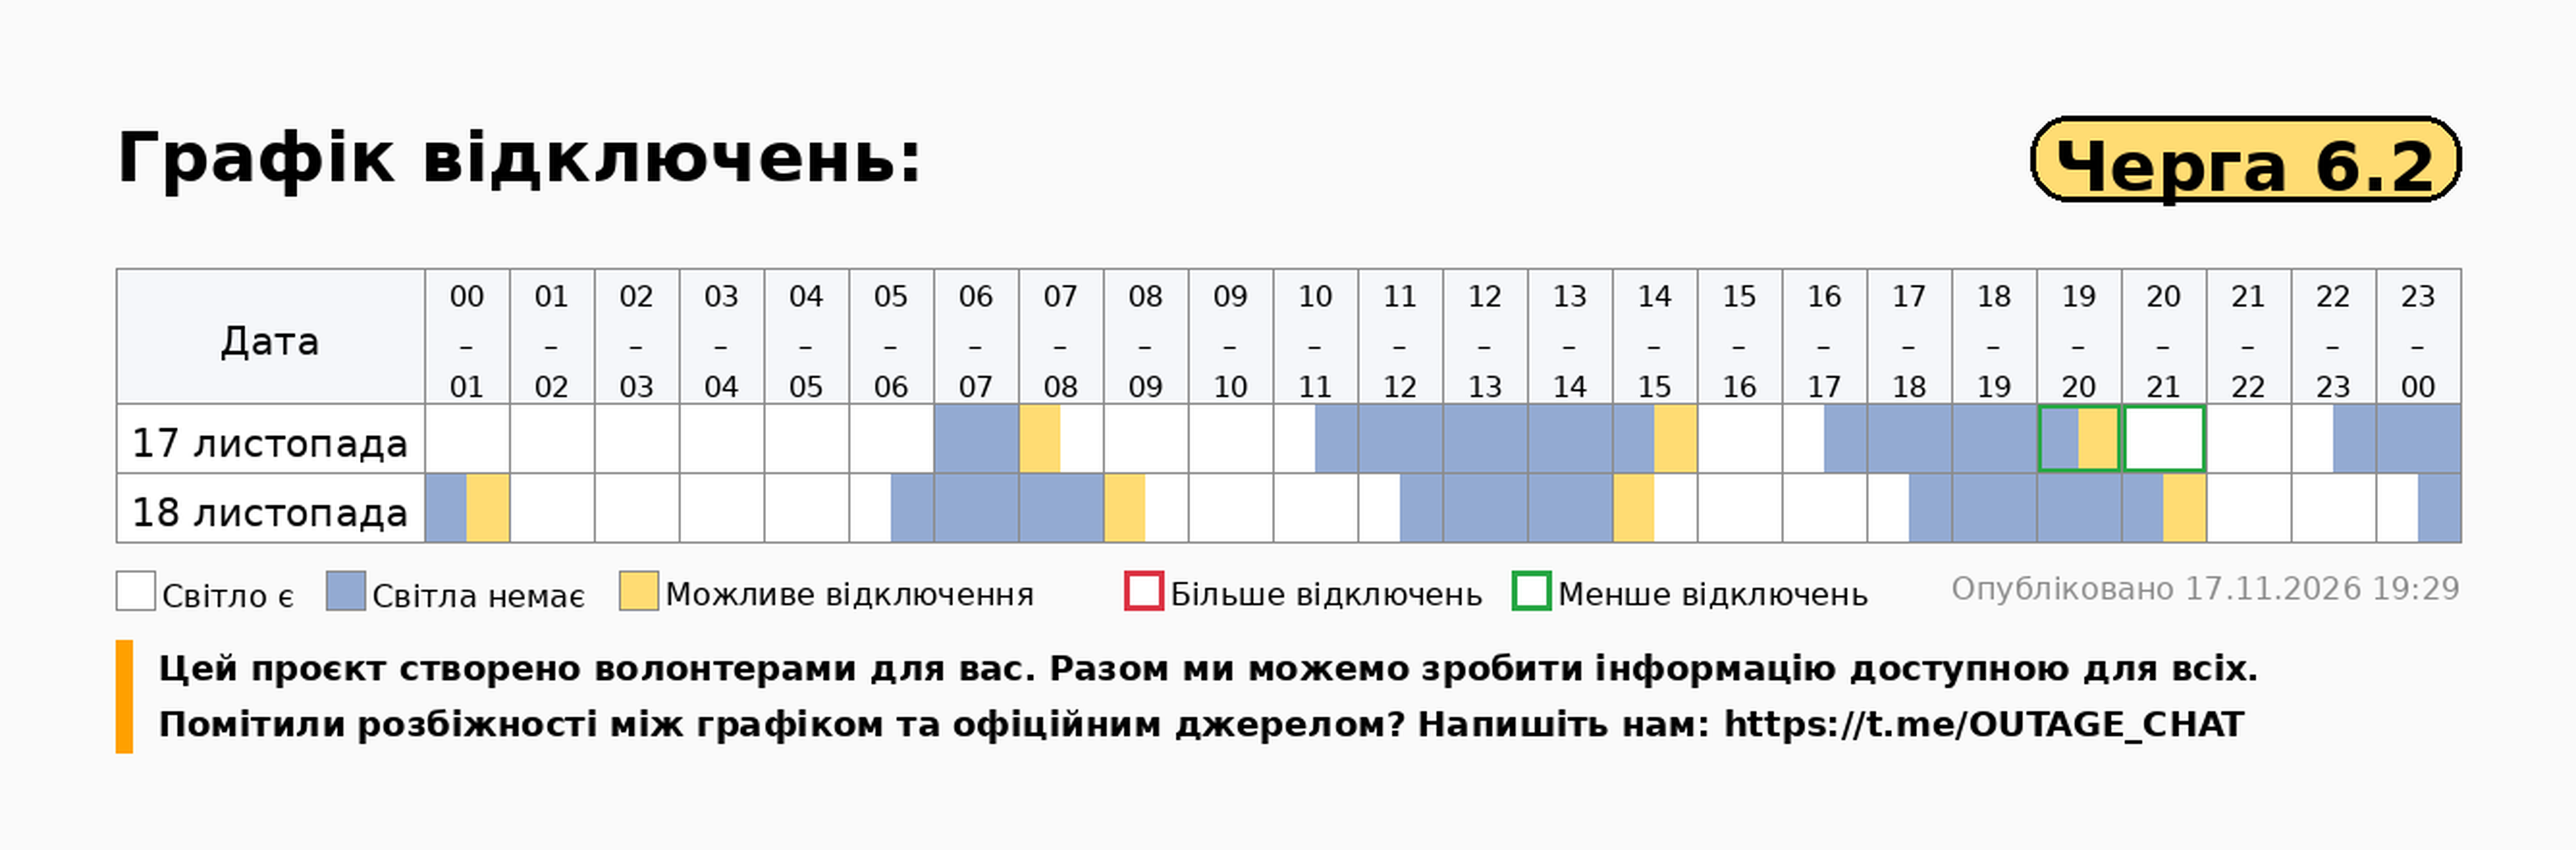 Графік відключень:
Черга 6.2
Дата
00 – 01
01 – 02
02 – 03
03 – 04
04 – 05
05 – 06
06 – 07
07 – 08
08 – 09
09 – 10
10 – 11
11 – 12
12 – 13
13 – 14
14 – 15
15 – 16
16 – 17
17 – 18
18 – 19
19 – 20
20 – 21
21 – 22
22 – 23
23 – 00
17 листопада
18 листопада
Світло є
Світла немає
Можливе відключення
Більше відключень
Менше відключень
Опубліковано 17.11.2026 19:29
Цей проєкт створено волонтерами для вас. Разом ми можемо зробити інформацію доступною для всіх.
Помітили розбіжності між графіком та офіційним джерелом? Напишіть нам: https://t.me/OUTAGE_CHAT